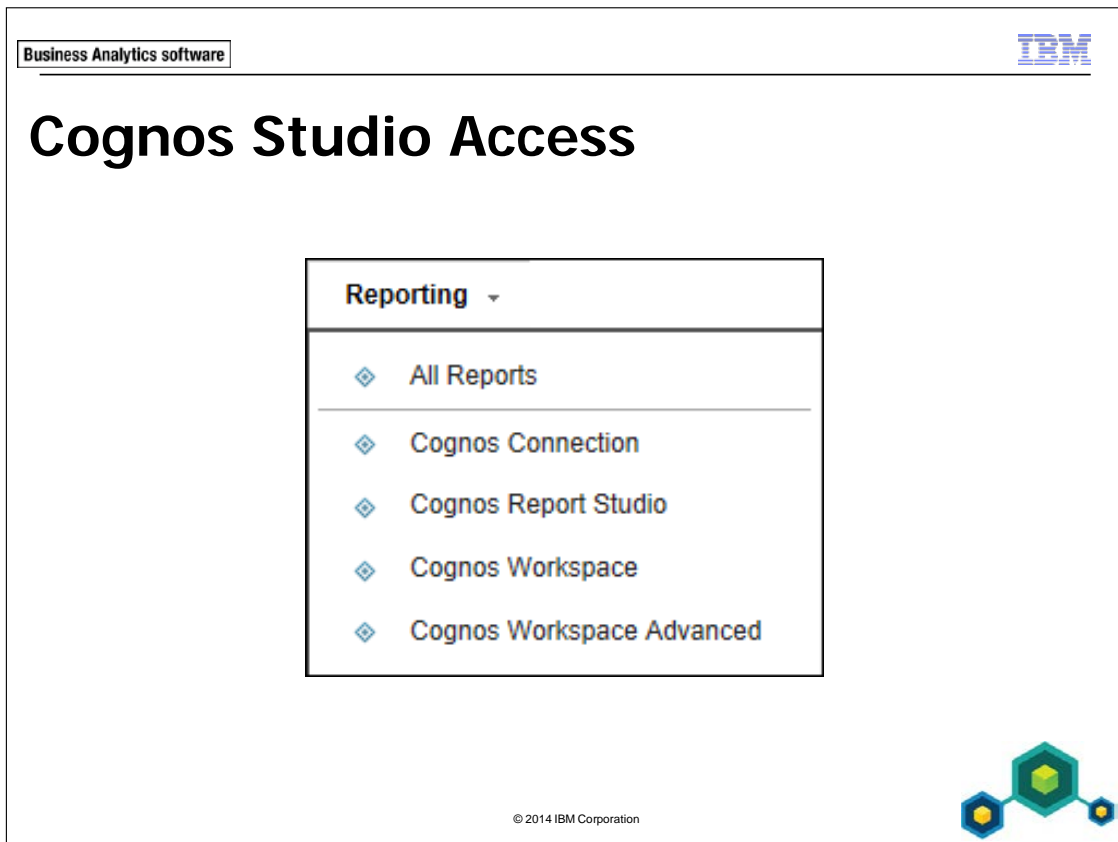 Business Analytics software
IBM
Cognos Studio Access
Reporting
All Reports
Cognos Connection
Cognos Report Studio
Cognos Workspace
Cognos Workspace Advanced
© 2014 IBM Corporation